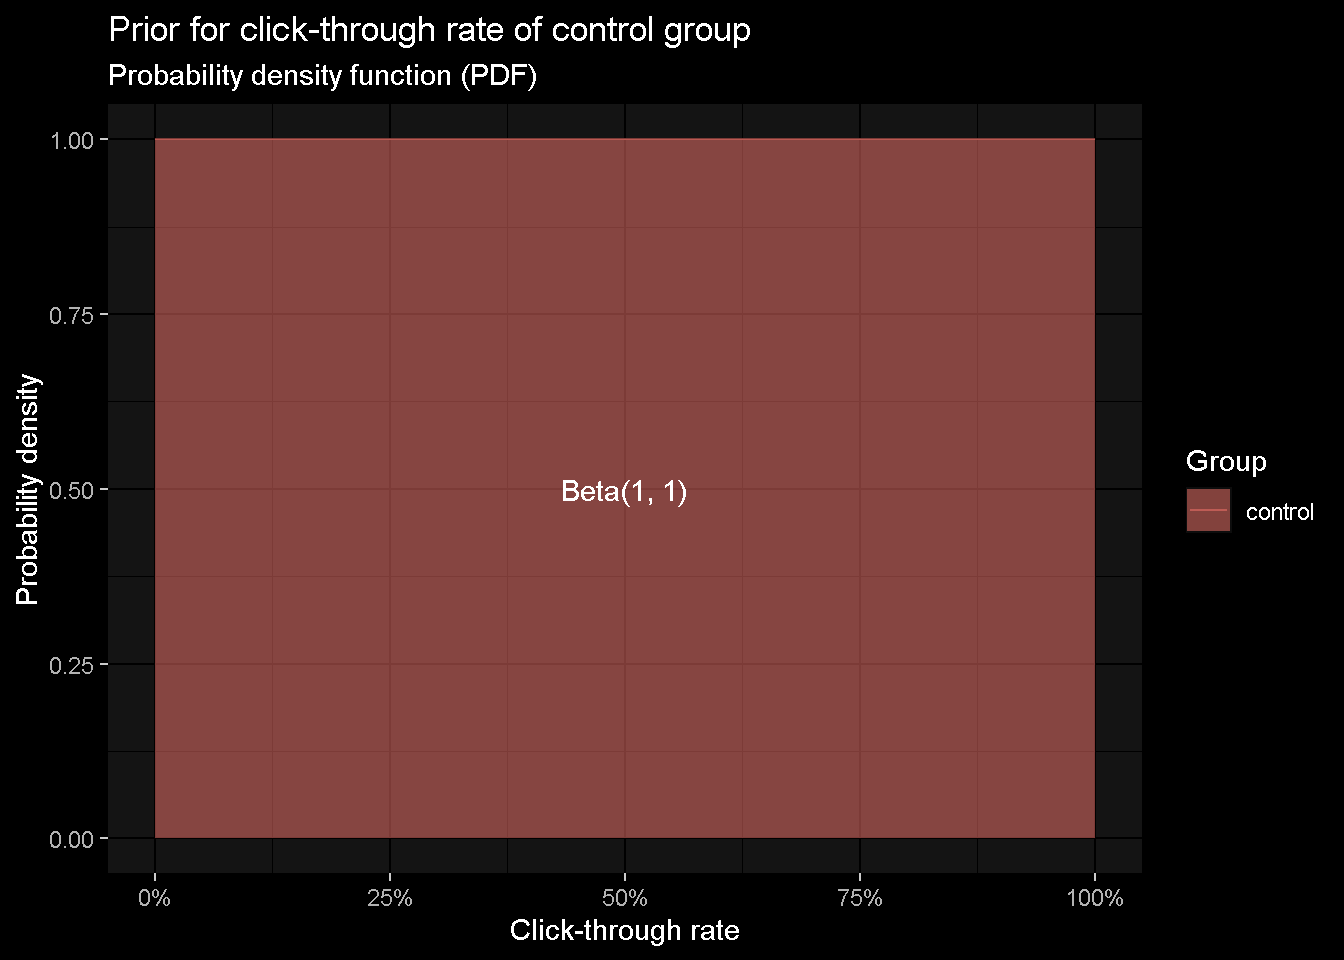 Prior for click-through rate of control group
Probability density function (PDF)
1.00
0.75
0.50
0.25
0.00
Probability density
Beta(1, 1)
0% 25% 50% 75% 100%
Click-through rate
Group
control